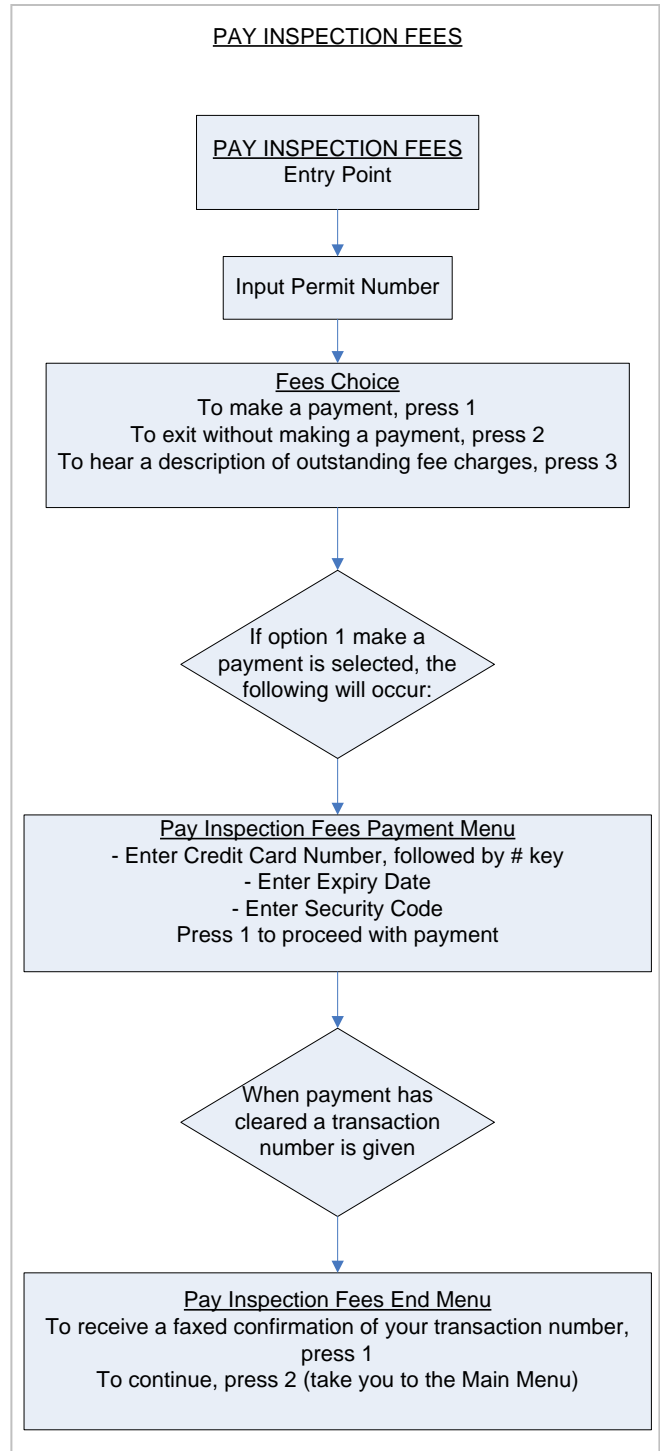 PAY INSPECTION FEES
PAY INSPECTION FEES
Entry Point
Input Permit Number
Fees Choice
To make a payment, press 1
To exit without making a payment, press 2
To hear a description of outstanding fee charges, press 3
If option 1 make a
payment is selected, the
following will occur:
Pay Inspection Fees Payment Menu
- Enter Credit Card Number, followed by # key
- Enter Expiry Date
- Enter Security Code
Press 1 to proceed with payment
When payment has
cleared a transaction
number is given
Pay Inspection Fees End Menu
To receive a faxed confirmation of your transaction number,
press 1
To continue, press 2 (take you to the Main Menu)